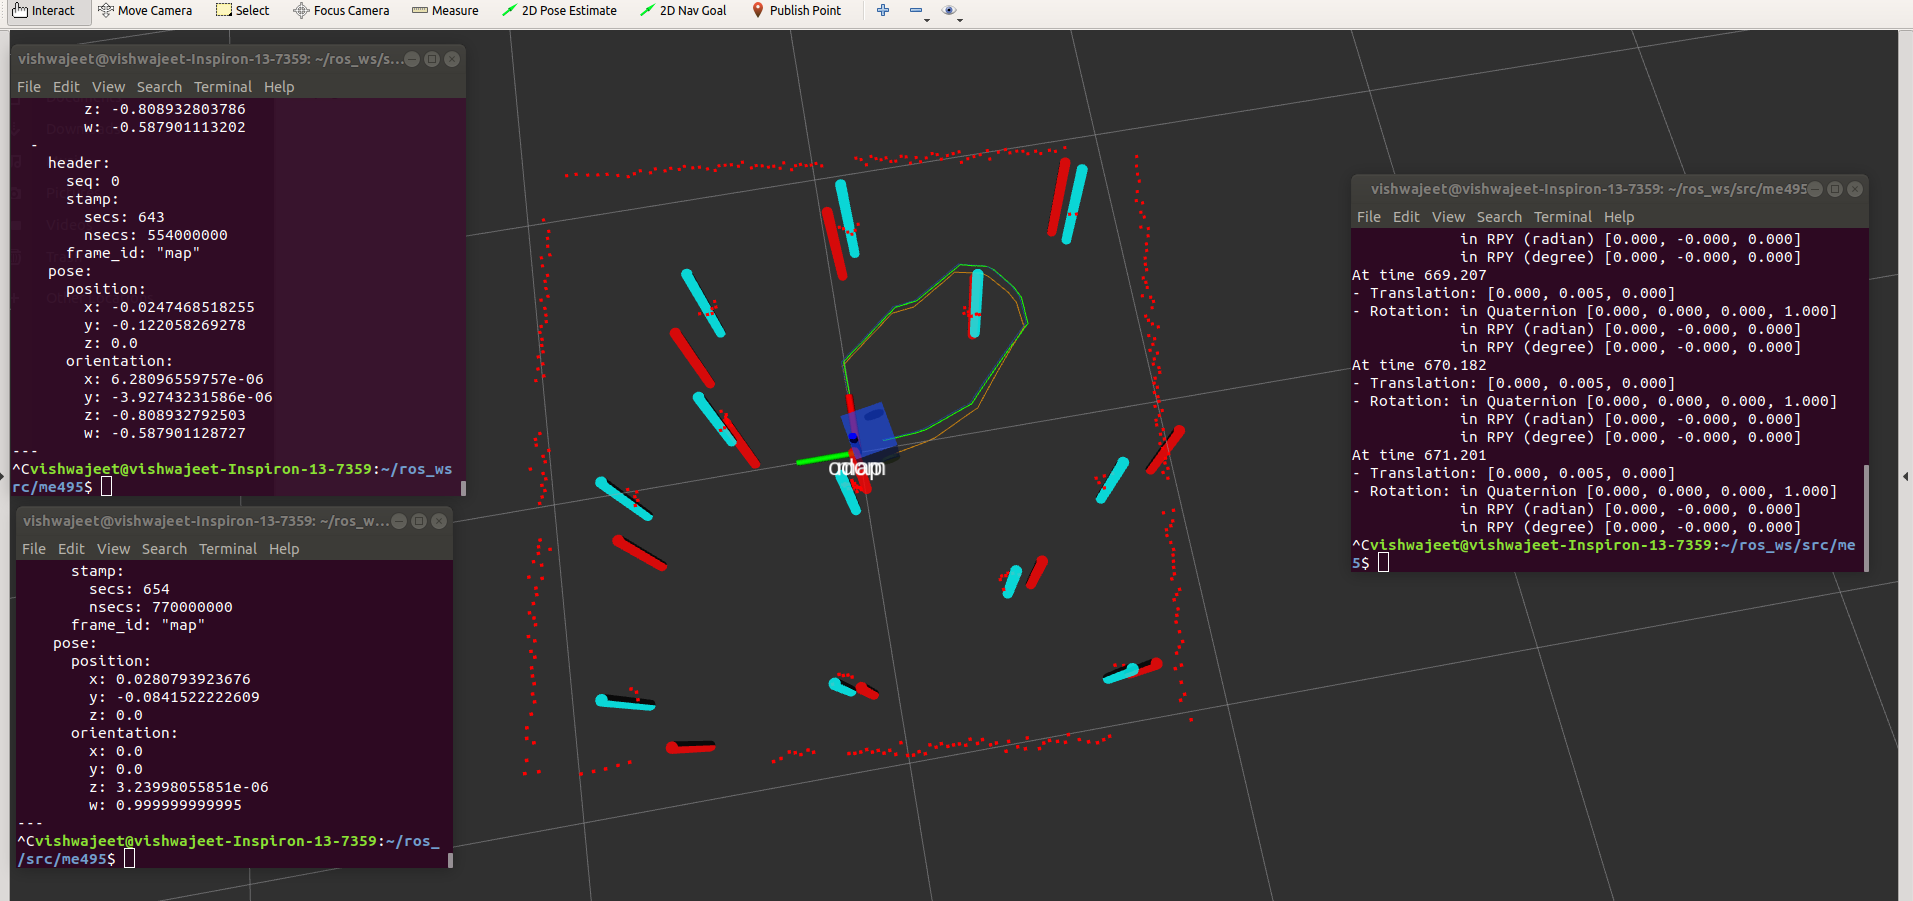 Interact Move Camera Select Focus Camera Measure 2D Pose Estimate 2D Nav Goal Publish Point
vishwajeet@vishwajeet-Inspiron-13-7359: ~/ros_ws/s...
File Edit View Search Terminal Help
z: -0.808932803786
w: -0.587901113202
-
header:
seq: 0
stamp:
secs: 643
nsecs: 554000000
frame_id: "map"
pose:
position:
x: -0.0247468518255
y: -0.122058269278
z: 0.0
orientation:
x: 6.28096559757e-06
y: -3.92743231586e-06
z: -0.808932792503
w: -0.587901128727
---
^Cvishwajeet@vishwajeet-Inspiron-13-7359:~/ros_ws
rc/me495$
vishwajeet@vishwajeet-Inspiron-13-7359: ~/ros_w...
File Edit View Search Terminal Help
stamp:
secs: 654
nsecs: 770000000
frame_id: "map"
pose:
position:
x: 0.0280793923676
y: -0.0841522222609
z: 0.0
orientation:
x: 0.0
y: 0.0
z: 3.23998055851e-06
w: 0.999999999995
---
^Cvishwajeet@vishwajeet-Inspiron-13-7359:~/ros_
/src/me495$
vishwajeet@vishwajeet-Inspiron-13-7359: ~/ros_ws/src/me495
File Edit View Search Terminal Help
in RPY (radian) [0.000, -0.000, 0.000]
in RPY (degree) [0.000, -0.000, 0.000]
At time 669.207
- Translation: [0.000, 0.005, 0.000]
- Rotation: in Quaternion [0.000, 0.000, 0.000, 1.000]
in RPY (radian) [0.000, -0.000, 0.000]
in RPY (degree) [0.000, -0.000, 0.000]
At time 670.182
- Translation: [0.000, 0.005, 0.000]
- Rotation: in Quaternion [0.000, 0.000, 0.000, 1.000]
in RPY (radian) [0.000, -0.000, 0.000]
in RPY (degree) [0.000, -0.000, 0.000]
At time 671.201
- Translation: [0.000, 0.005, 0.000]
- Rotation: in Quaternion [0.000, 0.000, 0.000, 1.000]
in RPY (radian) [0.000, -0.000, 0.000]
in RPY (degree) [0.000, -0.000, 0.000]
^Cvishwajeet@vishwajeet-Inspiron-13-7359:~/ros_ws/src/me
5$